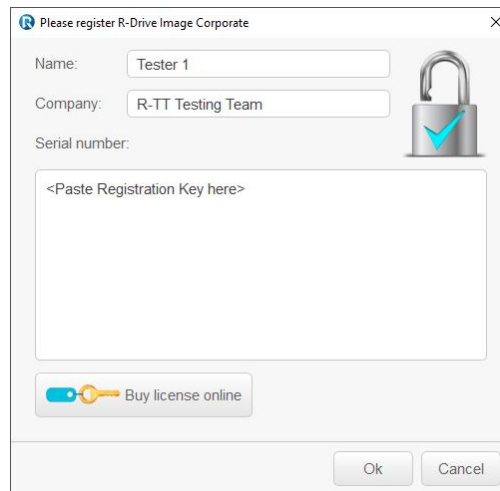 Please register R-Drive Image Corporate
Name: Tester 1
Company: R-TT Testing Team
Serial number:
<Paste Registration Key here>
Buy license online
Ok Cancel